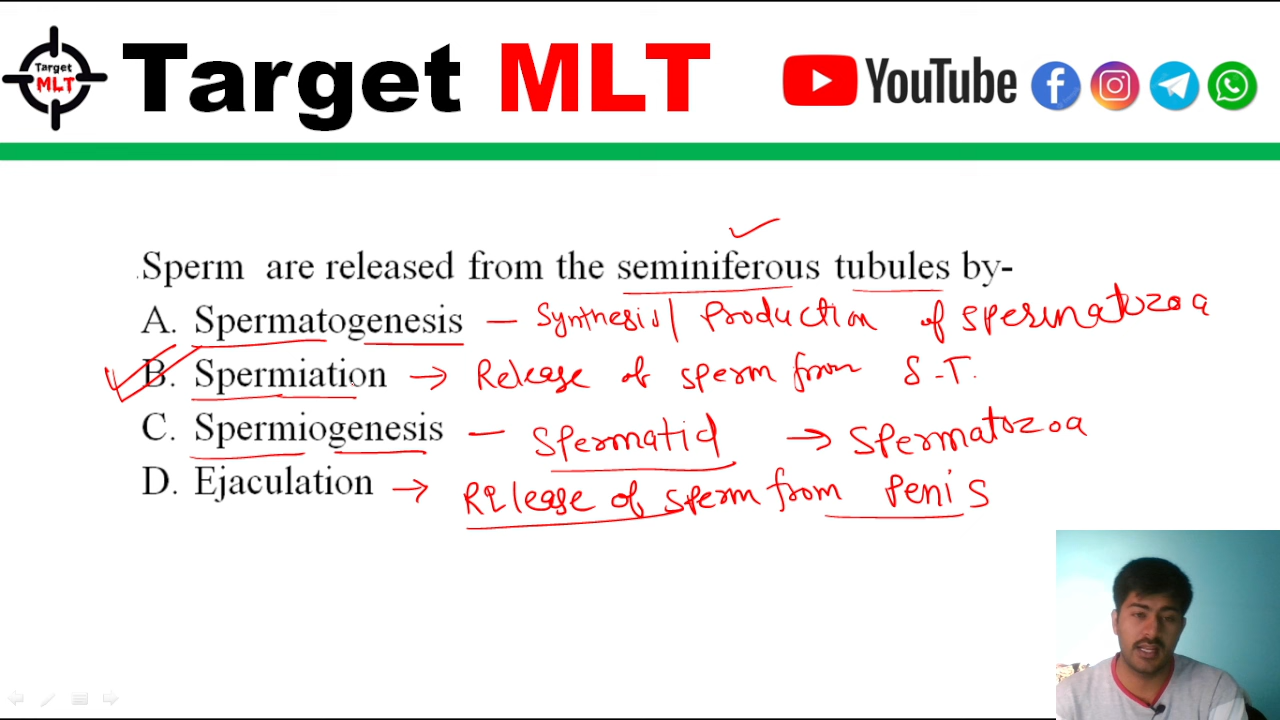 Target MLT Target MLT YouTube
Sperm are released from the seminiferous tubules by-
A. Spermatogenesis - Synthesis/ Production of Spermatozoa
B. Spermiation → Release of sperm from S.T.
C. Spermiogenesis - Spermatid → Spermatozoa
D. Ejaculation → Release of sperm from Penis